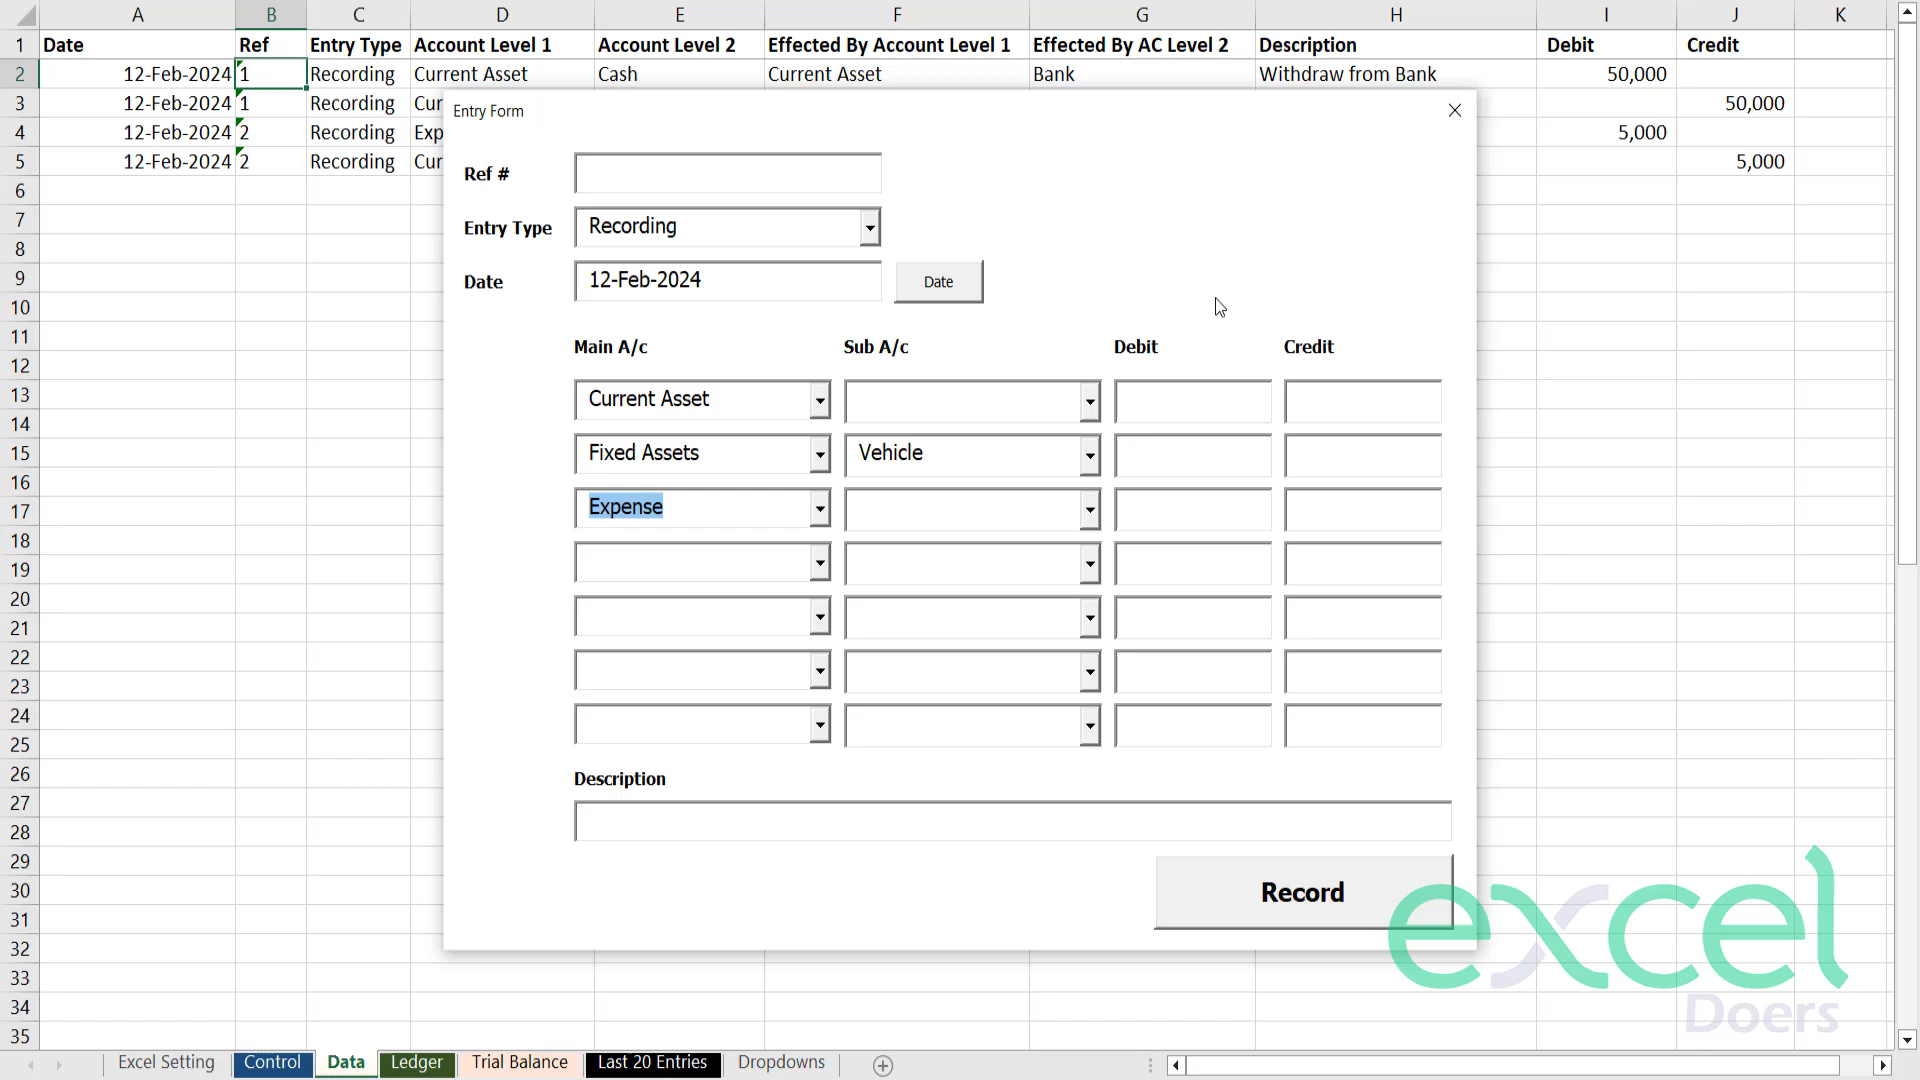 A B C D E F G H I J K
1 Date Ref Entry Type Account Level 1 Account Level 2 Effected By Account Level 1 Effected By AC Level 2 Description Debit Credit
2 12-Feb-2024 1 Recording Current Asset Cash Current Asset Bank Withdraw from Bank 50,000
3 12-Feb-2024 1 Recording Cur 50,000
4 12-Feb-2024 2 Recording Exp 5,000
5 12-Feb-2024 2 Recording Cur 5,000
6
7
8
9
10
11
12
13
14
15
16
17
18
19
20
21
22
23
24
25
26
27
28
29
30
31
32
33
34
35
Entry Form
Ref #
Entry Type Recording
Date 12-Feb-2024 Date
Main A/c Sub A/c Debit Credit
Current Asset
Fixed Assets Vehicle
Expense
Description
Record
excel
Doers
Excel Setting Control Data Ledger Trial Balance Last 20 Entries Dropdowns